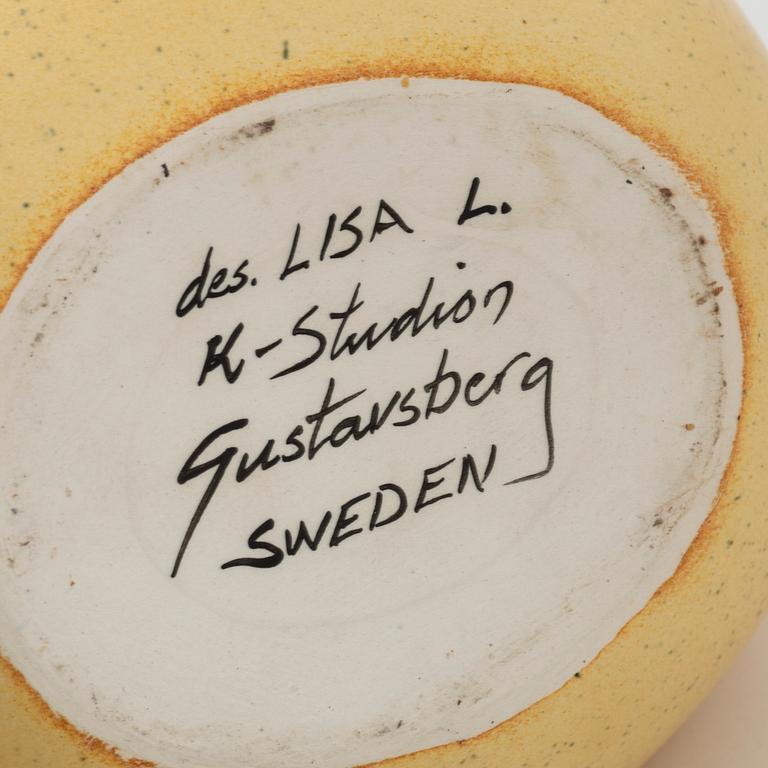 des. LISA L.
K-Studion
Gustavsberg
SWEDEN